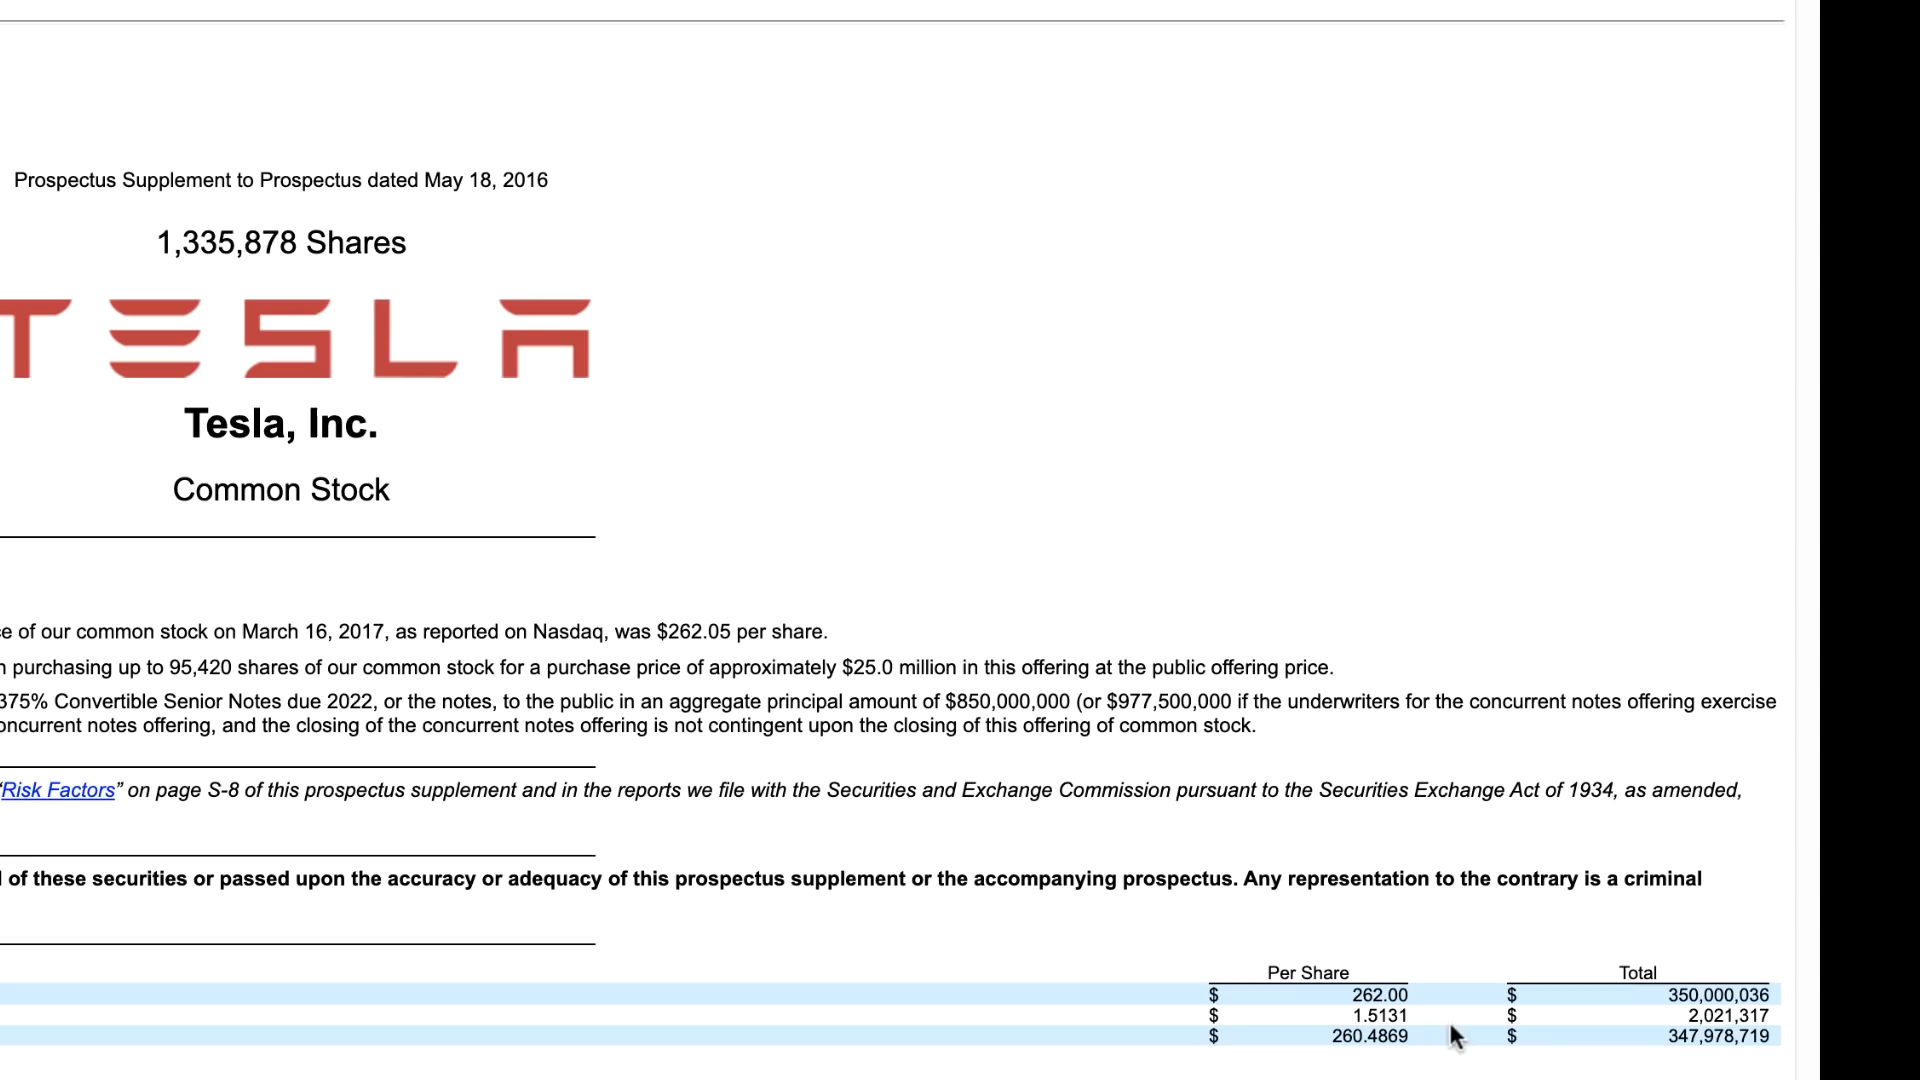 Prospectus Supplement to Prospectus dated May 18, 2016
1,335,878 Shares
TESLA
Tesla, Inc.
Common Stock
of our common stock on March 16, 2017, as reported on Nasdaq, was $262.05 per share.
purchasing up to 95,420 shares of our common stock for a purchase price of approximately $25.0 million in this offering at the public offering price.
375% Convertible Senior Notes due 2022, or the notes, to the public in an aggregate principal amount of $850,000,000 (or $977,500,000 if the underwriters for the concurrent notes offering exercise
oncurrent notes offering, and the closing of the concurrent notes offering is not contingent upon the closing of this offering of common stock.
“Risk Factors” on page S-8 of this prospectus supplement and in the reports we file with the Securities and Exchange Commission pursuant to the Securities Exchange Act of 1934, as amended,
of these securities or passed upon the accuracy or adequacy of this prospectus supplement or the accompanying prospectus. Any representation to the contrary is a criminal
Per Share Total
$ 262.00 $ 350,000,036
$ 1.5131 $ 2,021,317
$ 260.4869 $ 347,978,719